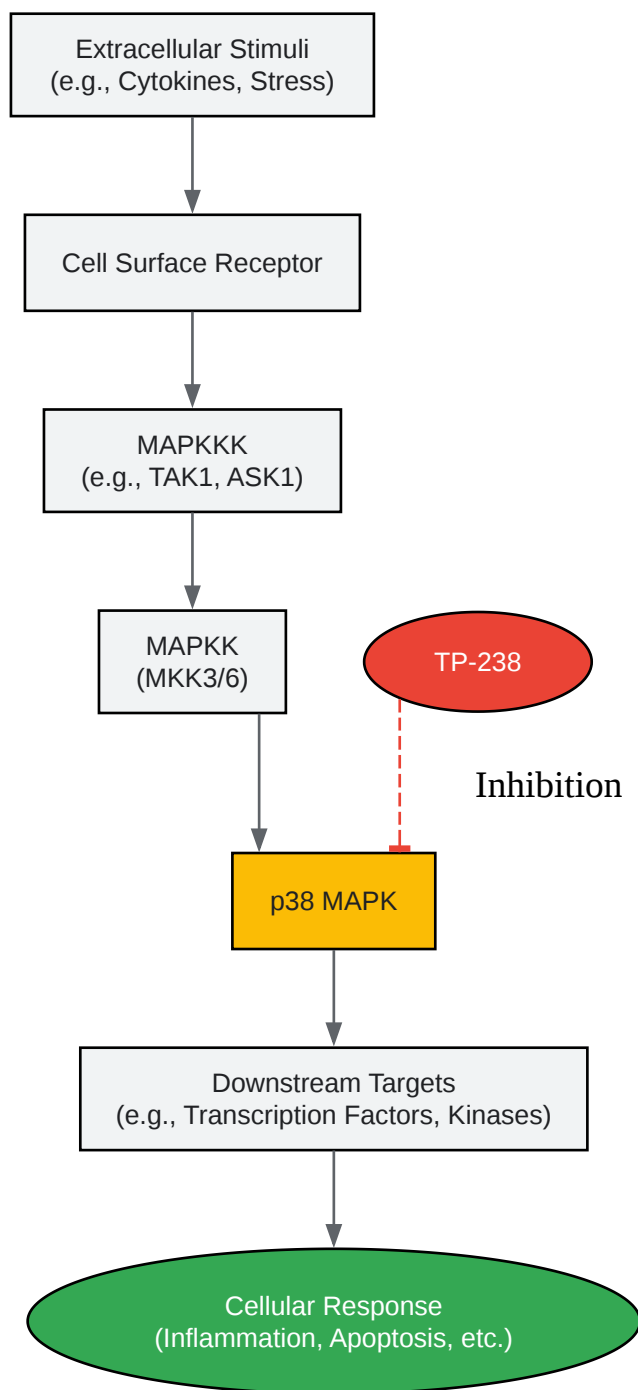 Extracellular Stimuli
(e.g., Cytokines, Stress)
Cell Surface Receptor
MAPKKK
(e.g., TAK1, ASK1)
MAPKK
(MKK3/6)
TP-238
Inhibition
p38 MAPK
Downstream Targets
(e.g., Transcription Factors, Kinases)
Cellular Response
(Inflammation, Apoptosis, etc.)